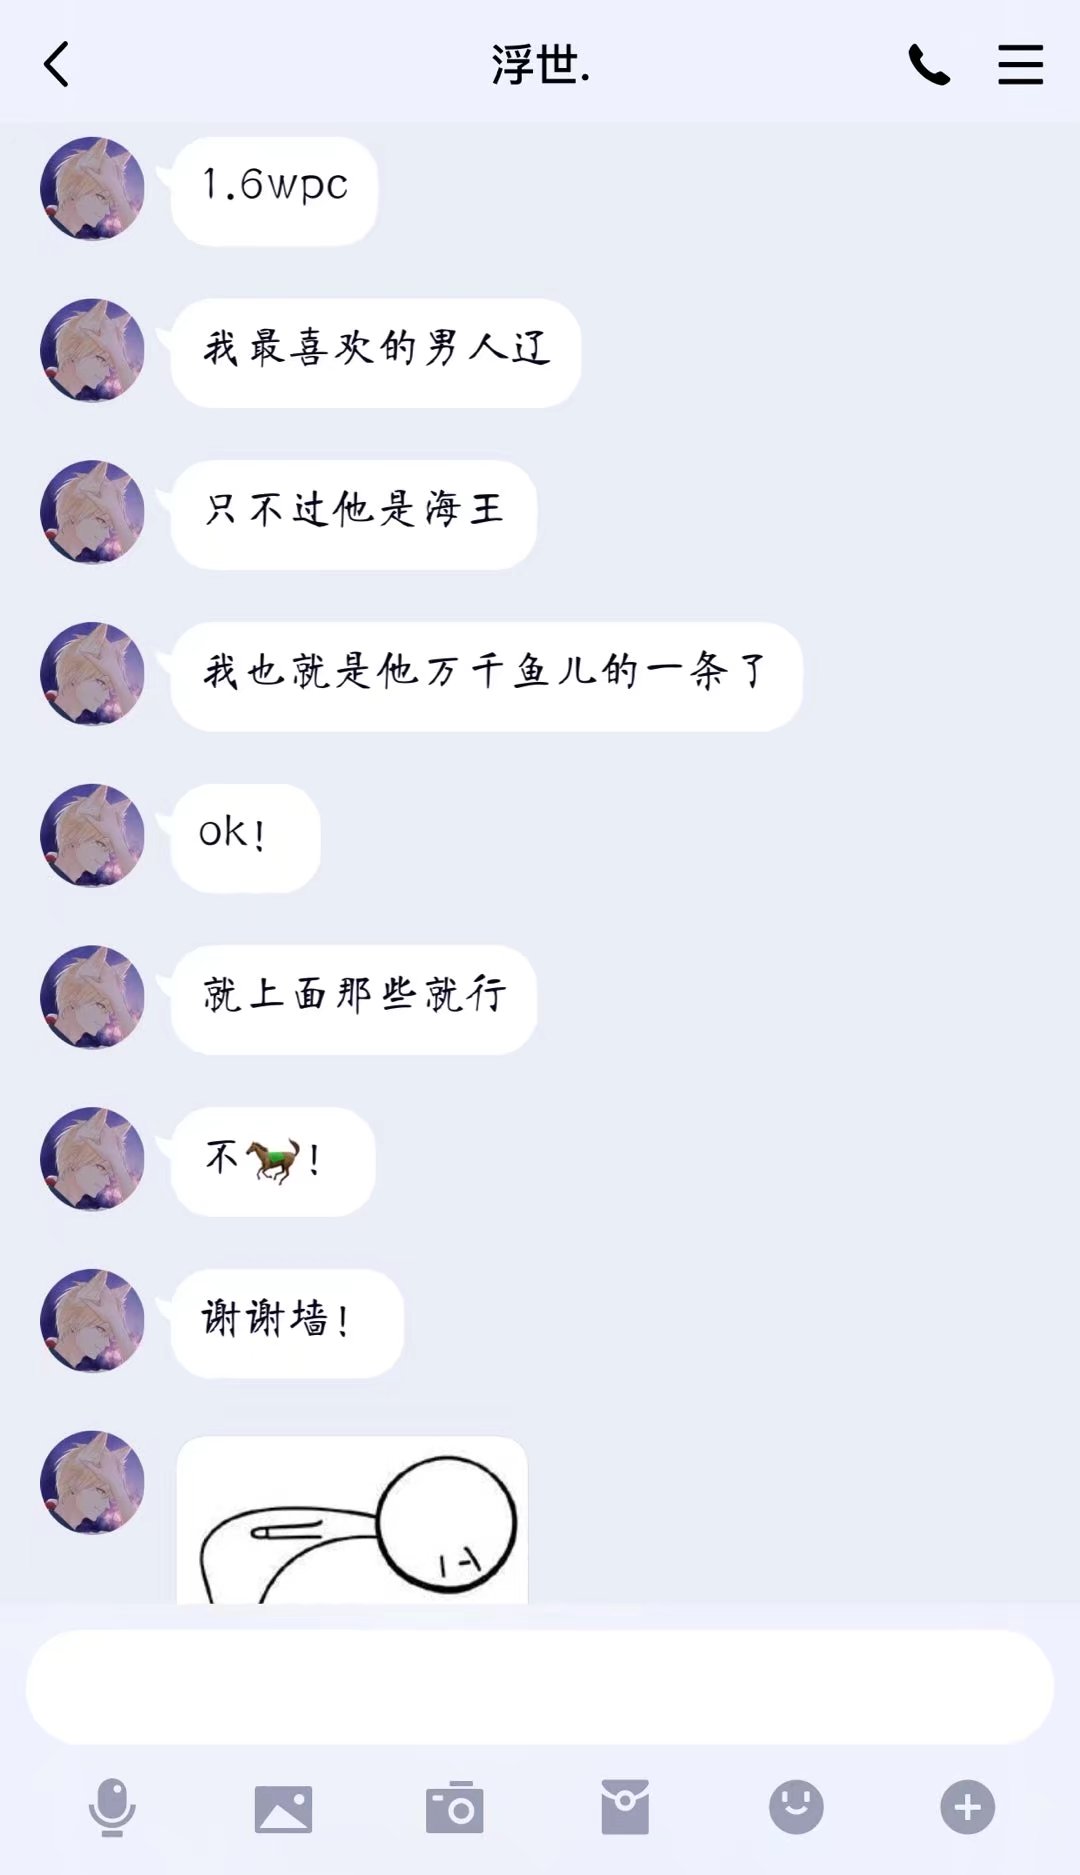 浮世.
1.6wpc
我最喜欢的男人辽
只不过他是海王
我也就是他万千鱼儿的一条了
ok!
就上面那些就行
不🐎!
谢谢墙!